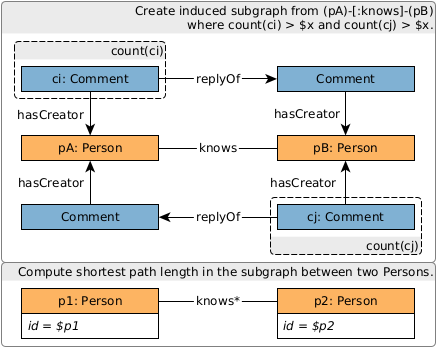 Create induced subgraph from (pA)-[:knows]-(pB)
where count(ci) > $x and count(cj) > $x.
count(ci)
ci: Comment
replyOf
Comment
hasCreator
hasCreator
pA: Person
knows
pB: Person
hasCreator
hasCreator
Comment
replyOf
cj: Comment
count(cj)
Compute shortest path length in the subgraph between two Persons.
p1: Person
knows*
p2: Person
id = $p1
id = $p2